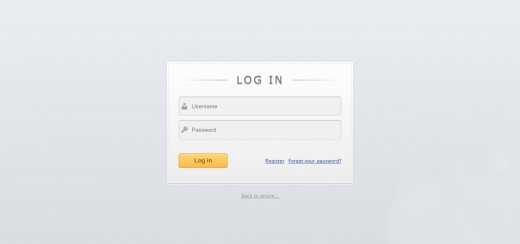 LOG IN
Username
Password
Log in Register Forgot your password?
Back to article...